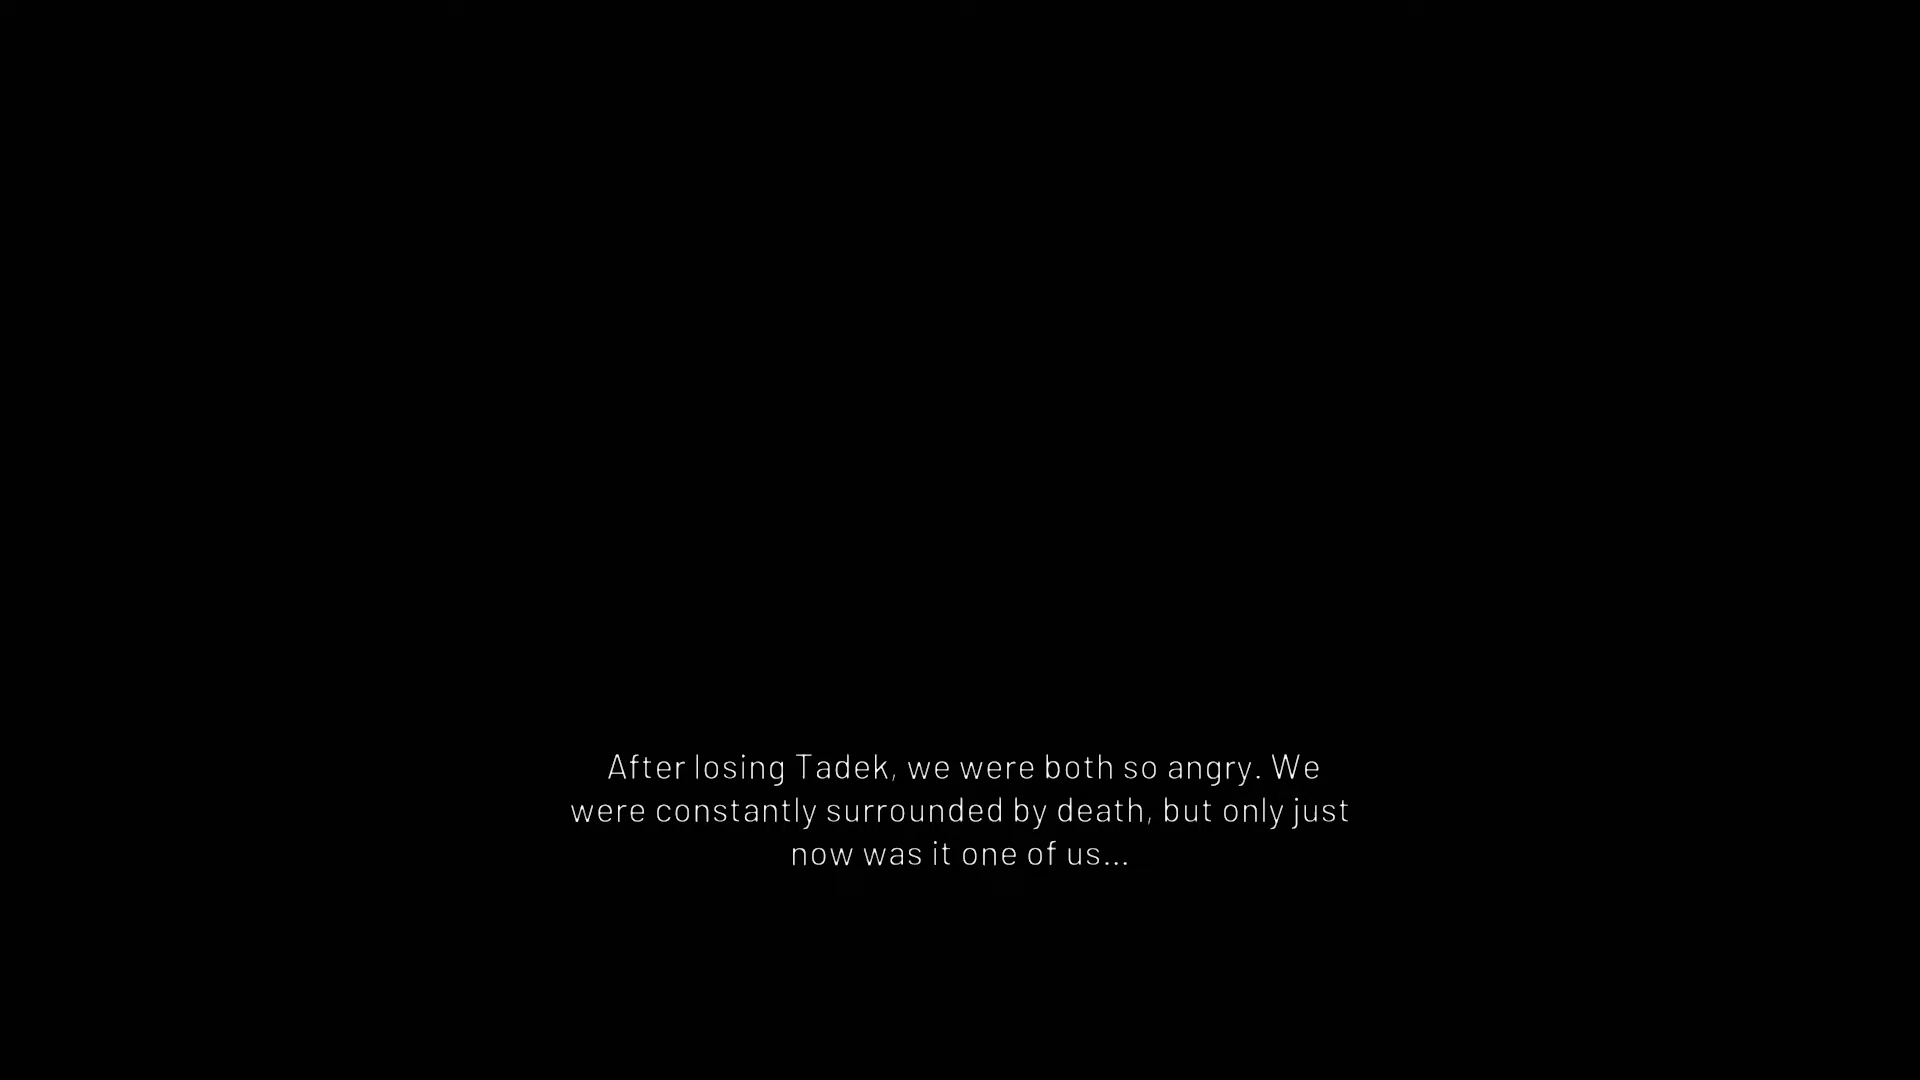 After losing Tadek, we were both so angry. We
were constantly surrounded by death, but only just
now was it one of us...